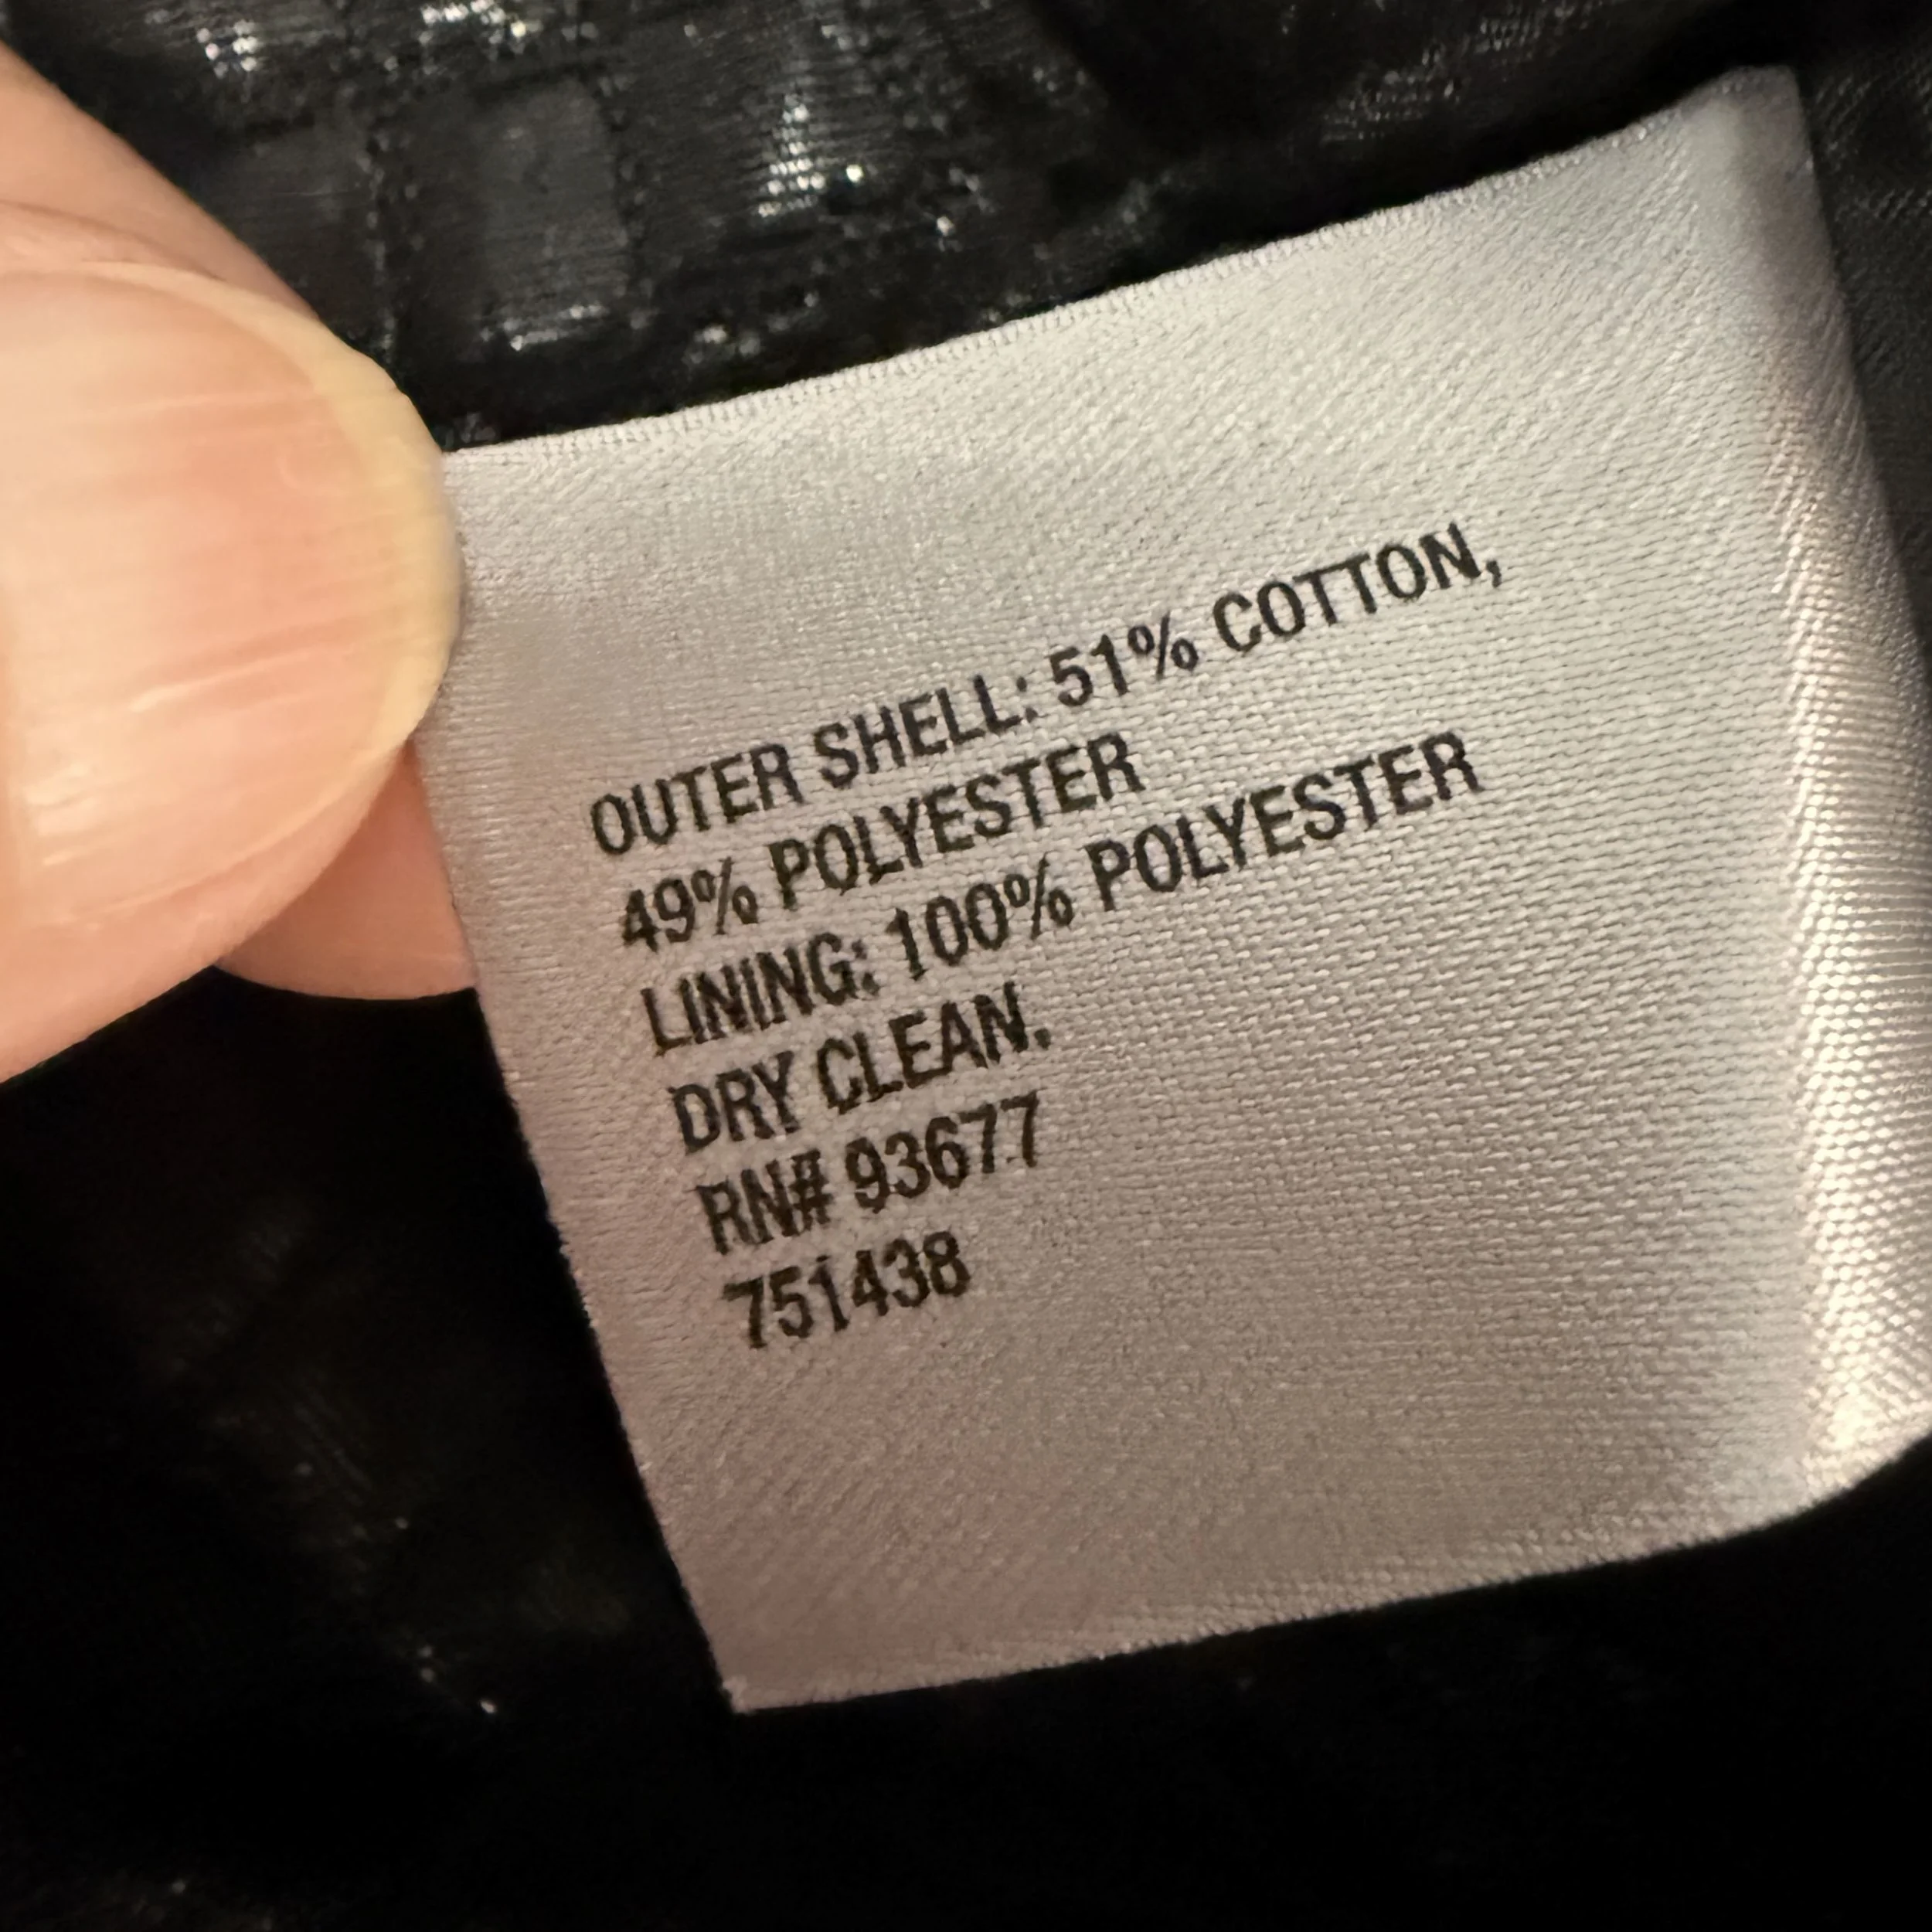 OUTER SHELL: 51% COTTON,
49% POLYESTER
LINING: 100% POLYESTER
DRY CLEAN.
RN# 93677
751438